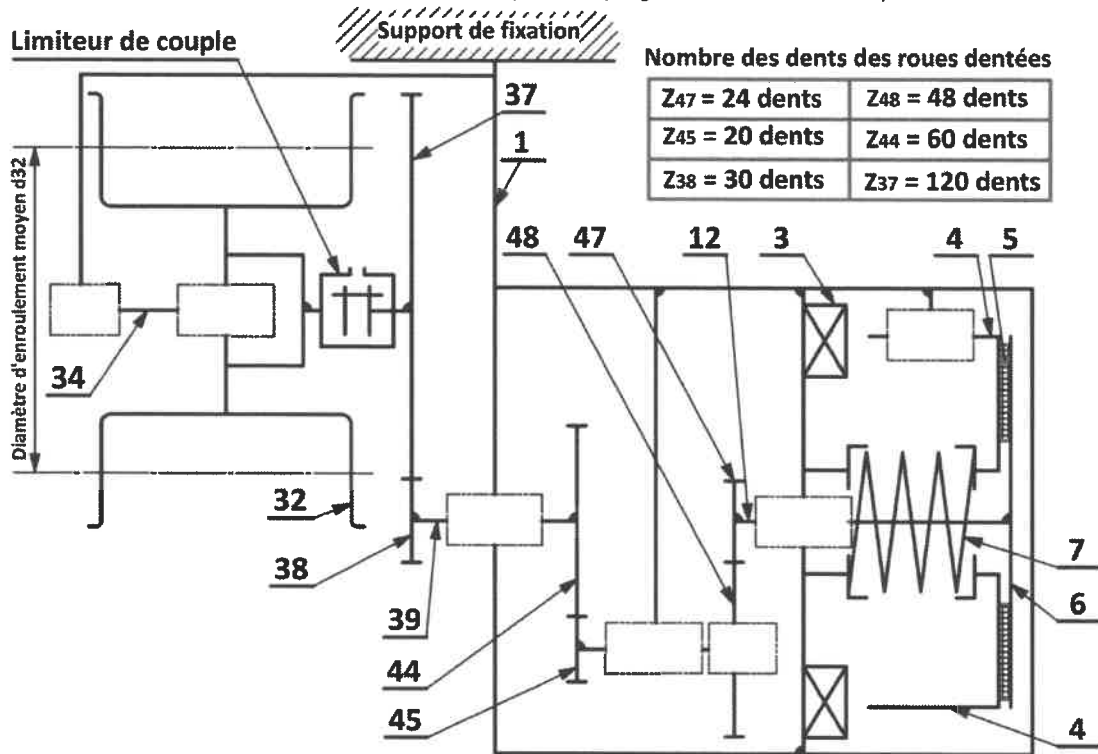 Support de fixation
Limiteur de couple
Nombre des dents des roues dentées
Z47 = 24 dents Z48 = 48 dents
Z45 = 20 dents Z44 = 60 dents
Z38 = 30 dents Z37 = 120 dents
37
1
48 47 12 3 4 5
Diamètre d'enroulement moyen d32
34
32
38
39
44
45
7
6
4